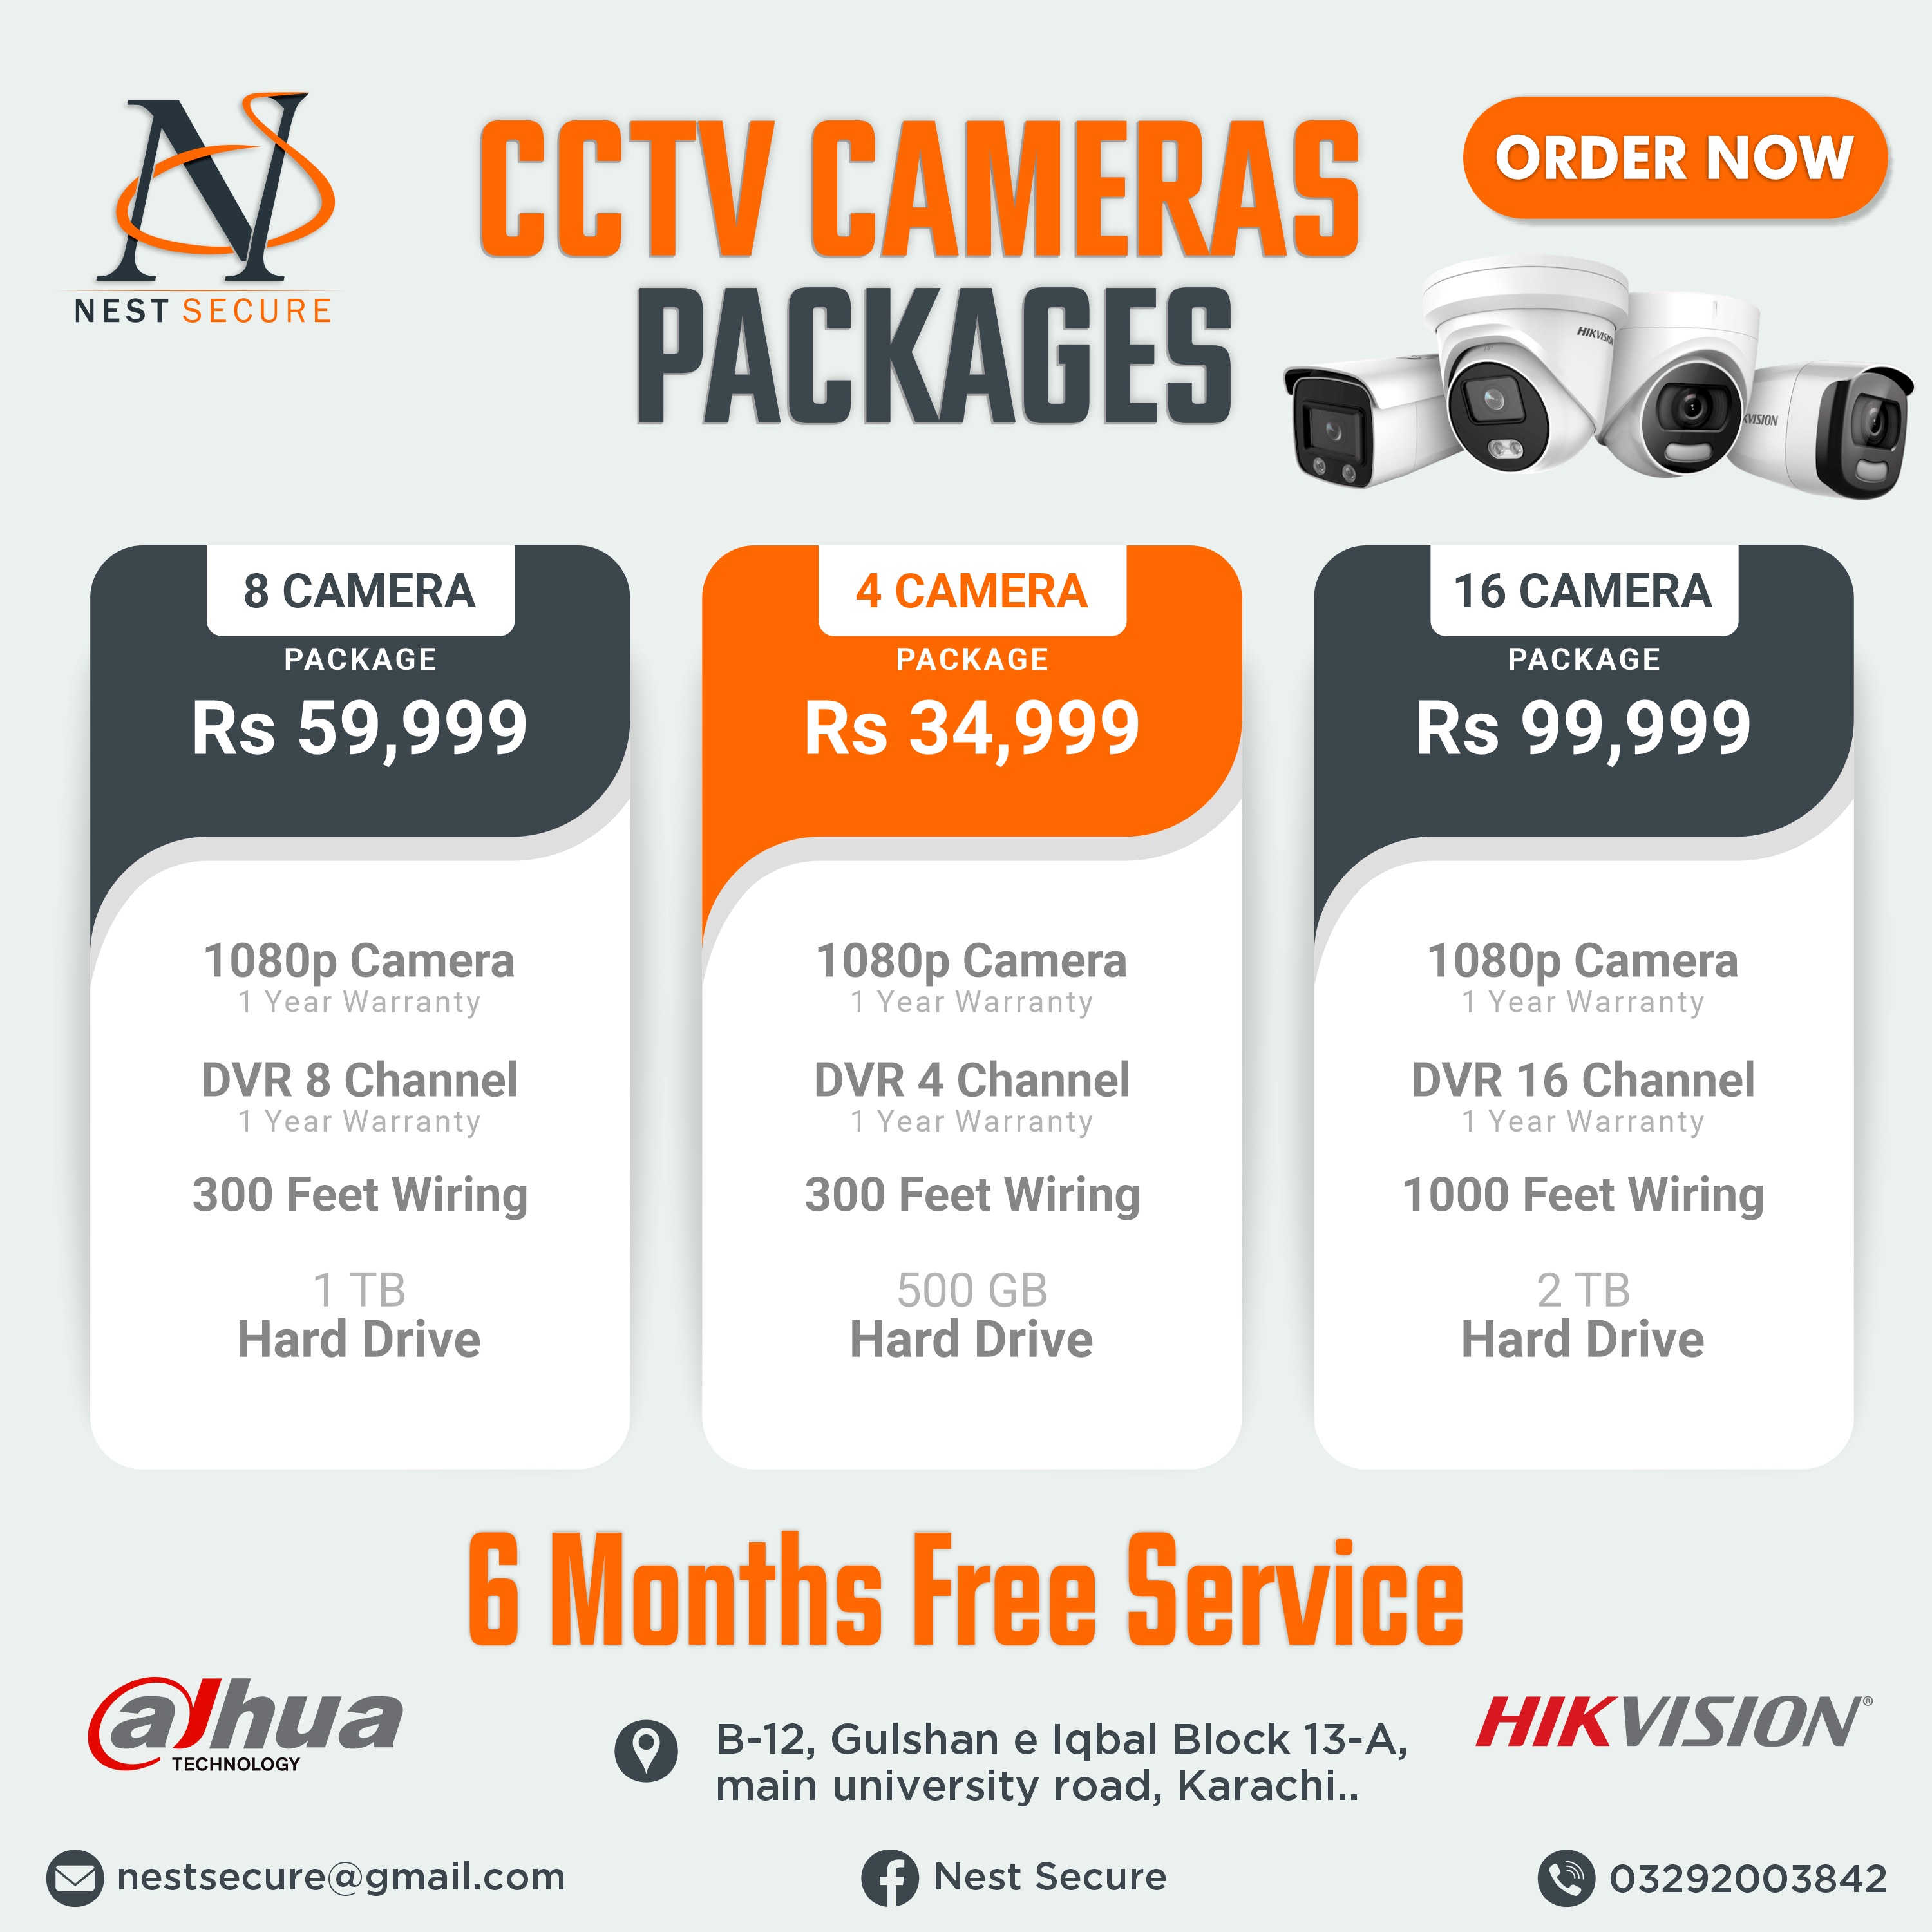 N
NEST SECURE
CCTV CAMERAS
PACKAGES
ORDER NOW
HIKVISION
KVISION
8 CAMERA
PACKAGE
Rs 59,999
1080p Camera
1 Year Warranty
DVR 8 Channel
1 Year Warranty
300 Feet Wiring
1 TB
Hard Drive
4 CAMERA
PACKAGE
Rs 34,999
1080p Camera
1 Year Warranty
DVR 4 Channel
1 Year Warranty
300 Feet Wiring
500 GB
Hard Drive
16 CAMERA
PACKAGE
Rs 99,999
1080p Camera
1 Year Warranty
DVR 16 Channel
1 Year Warranty
1000 Feet Wiring
2 TB
Hard Drive
6 Months Free Service
alhua
TECHNOLOGY
B-12, Gulshan e Iqbal Block 13-A,
main university road, Karachi..
HIKVISION®
nestsecure@gmail.com
Nest Secure
03292003842